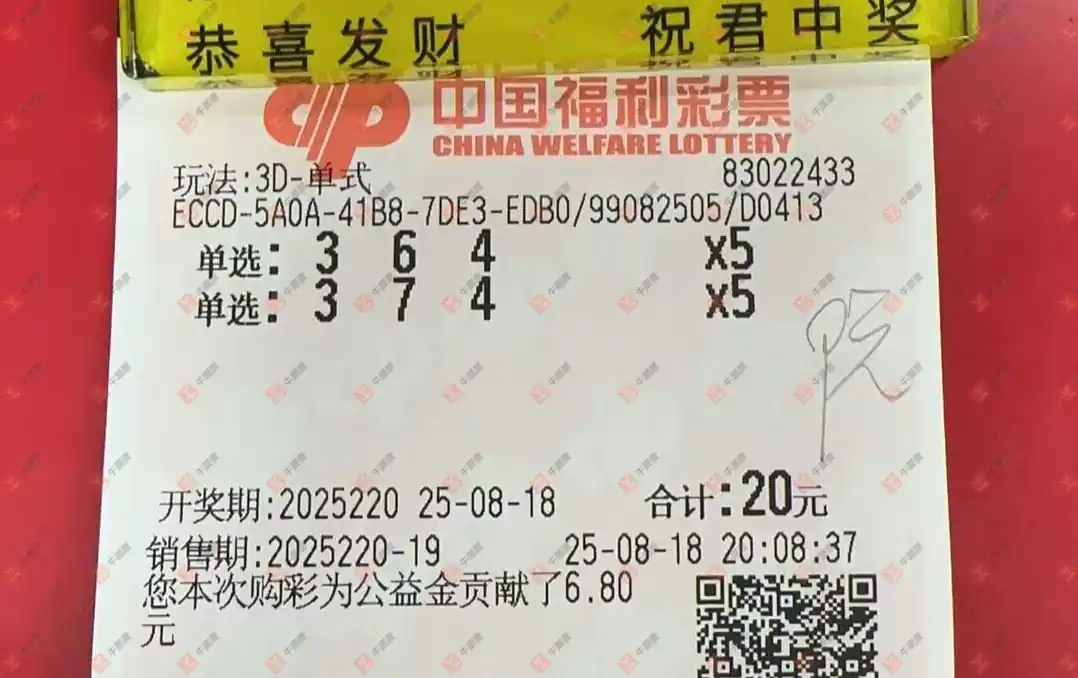 恭喜发财 祝君中奖
中国福利彩票
CHINA WELFARE LOTTERY
玩法:3D-单式 83022433
ECCD-5A0A-41B8-7DE3-EDB0/99082505/D0413
单选: 3 6 4 x5
单选: 3 7 4 x5
开奖期:2025220 25-08-18 合计:20元
销售期:2025220-19 25-08-18 20:08:37
您本次购彩为公益金贡献了6.80
元